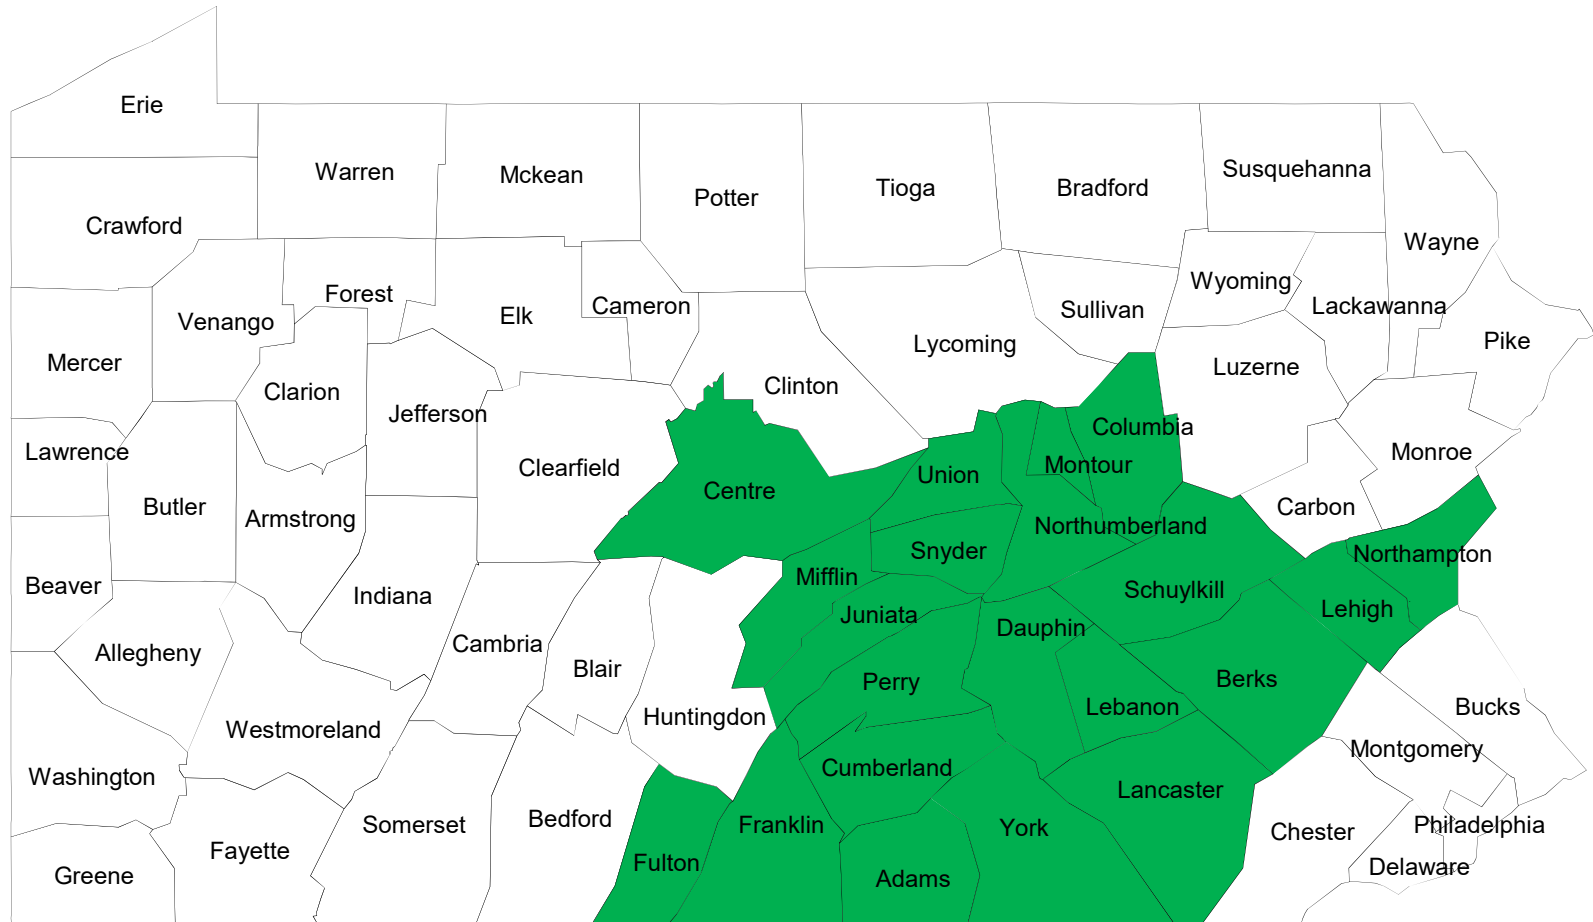 Erie
Warren
Mckean
Potter
Tioga
Bradford
Susquehanna
Crawford
Wayne
Forest
Venango
Elk
Cameron
Wyoming
Lackawanna
Sullivan
Mercer
Clarion
Jefferson
Clinton
Lycoming
Luzerne
Pike
Lawrence
Butler
Armstrong
Clearfield
Centre
Union
Montour
Columbia
Monroe
Carbon
Beaver
Indiana
Snyder
Northumberland
Northampton
Mifflin
Juniata
Schuylkill
Lehigh
Allegheny
Cambria
Blair
Dauphin
Perry
Lebanon
Berks
Westmoreland
Huntingdon
Bucks
Montgomery
Washington
Cumberland
Lancaster
Somerset
Bedford
Franklin
York
Chester
Philadelphia
Greene
Fayette
Fulton
Adams
Delaware